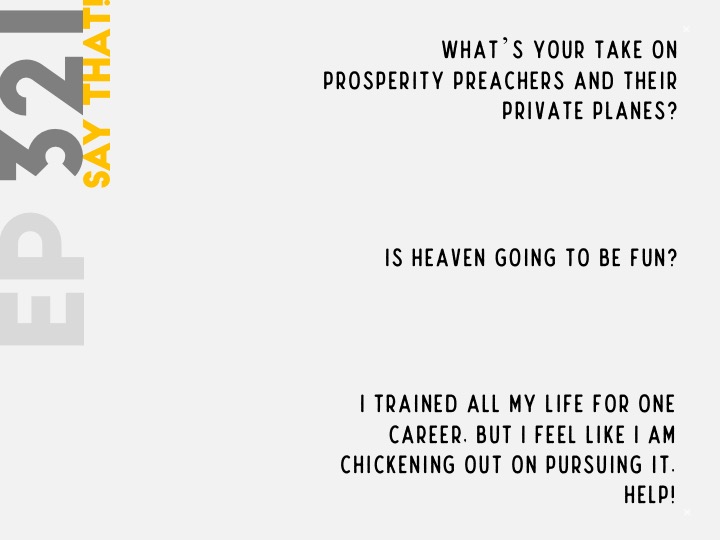 EP 321
SAY THAT!
WHAT'S YOUR TAKE ON
PROSPERITY PREACHERS AND THEIR
PRIVATE PLANES?
IS HEAVEN GOING TO BE FUN?
I TRAINED ALL MY LIFE FOR ONE
CAREER, BUT I FEEL LIKE I AM
CHICKENING OUT ON PURSUING IT.
HELP!